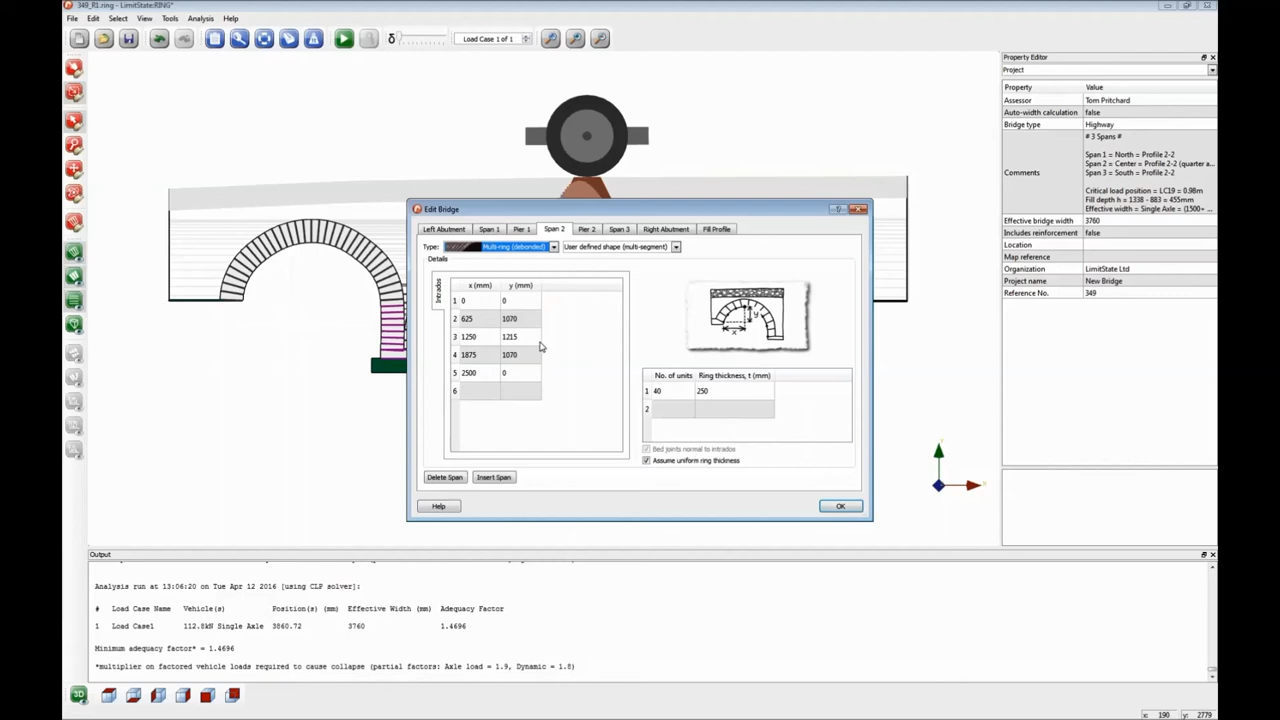 349_R1.ring - LimitState:RING*
File Edit Select View Tools Analysis Help
δ Load Case 1 of 1
Property Editor
Project
Property Value
Assessor Tom Pritchard
Auto-width calculation false
Bridge type Highway
Comments
# 3 Spans #
Span 1 = North = Profile 2-2
Span 2 = Center = Profile 2-2 (quarter a...
Span 3 = South = Profile 2-2
Critical load position = LC19 = 0.98m
Fill depth h = 1338 - 883 = 455mm
Effective width = Single Axle = (1500+ ...
Effective bridge width 3760
Includes reinforcement false
Location
Map reference
Organization LimitState Ltd
Project name New Bridge
Reference No. 349
Edit Bridge
Left Abutment Span 1 Pier 1 Span 2 Pier 2 Span 3 Right Abutment Fill Profile
Type: Multi-ring (debonded) User defined shape (multi-segment)
Details
Intrados
x (mm) y (mm)
1 0 0
2 625 1070
3 1250 1215
4 1875 1070
5 2500 0
6
y
x
No. of units Ring thickness, t (mm)
1 40 250
2
Bed joints normal to intrados
Assume uniform ring thickness
Delete Span Insert Span
Help OK
Output
Analysis run at 13:06:20 on Tue Apr 12 2016 [using CLP solver]:
# Load Case Name Vehicle(s) Position(s) (mm) Effective Width (mm) Adequacy Factor
1 Load Case1 112.8kN Single Axle 3860.72 3760 1.4696
Minimum adequacy factor* = 1.4696
*multiplier on factored vehicle loads required to cause collapse (partial factors: Axle load = 1.9, Dynamic = 1.8)
3D
x: 190 y: 2779